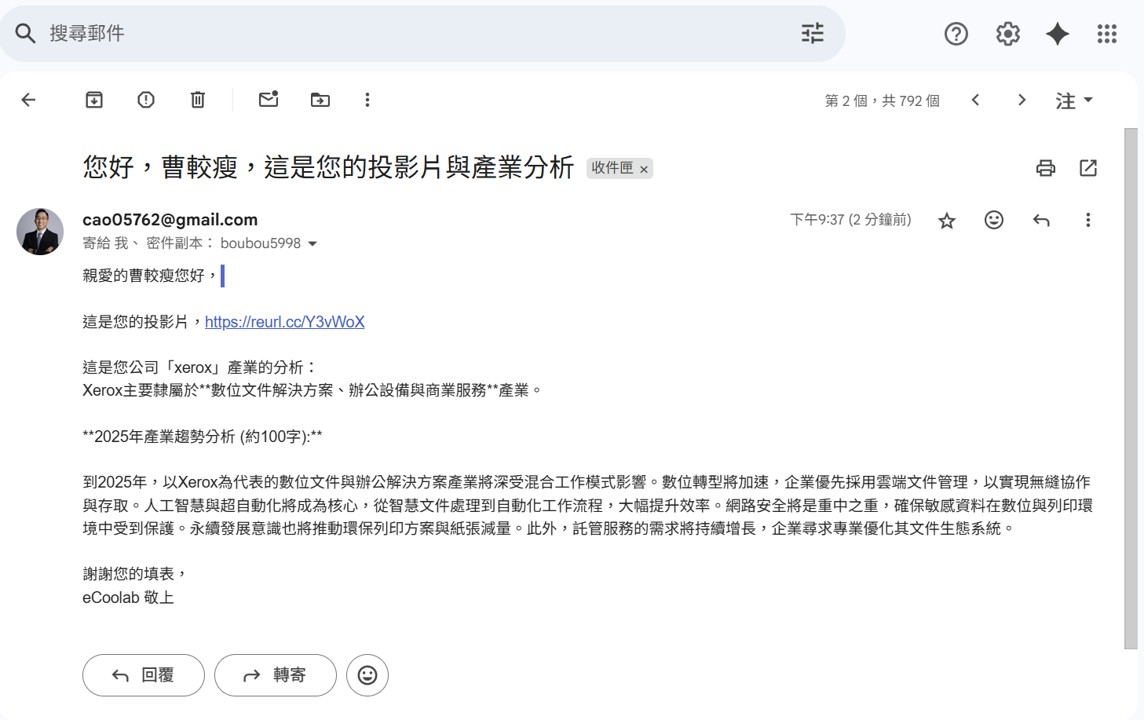 搜尋郵件
第 2 個，共 792 個
注
您好，曹較瘦，這是您的投影片與產業分析
收件匣 ×
cao05762@gmail.com
下午9:37 (2 分鐘前)
寄給 我、 密件副本： boubou5998
親愛的曹較瘦您好，
這是您的投影片，https://reurl.cc/Y3vWoX
這是您公司「xerox」產業的分析：
Xerox主要隸屬於**數位文件解決方案、辦公設備與商業服務**產業。
**2025年產業趨勢分析 (約100字):**
到2025年，以Xerox為代表的數位文件與辦公解決方案產業將深受混合工作模式影響。數位轉型將加速，企業優先採用雲端文件管理，以實現無縫協作
與存取。人工智慧與超自動化將成為核心，從智慧文件處理到自動化工作流程，大幅提升效率。網路安全將是重中之重，確保敏感資料在數位與列印環
境中受到保護。永續發展意識也將推動環保列印方案與紙張減量。此外，託管服務的需求將持續增長，企業尋求專業優化其文件生態系統。
謝謝您的填表，
eCoolab 敬上
回覆
轉寄